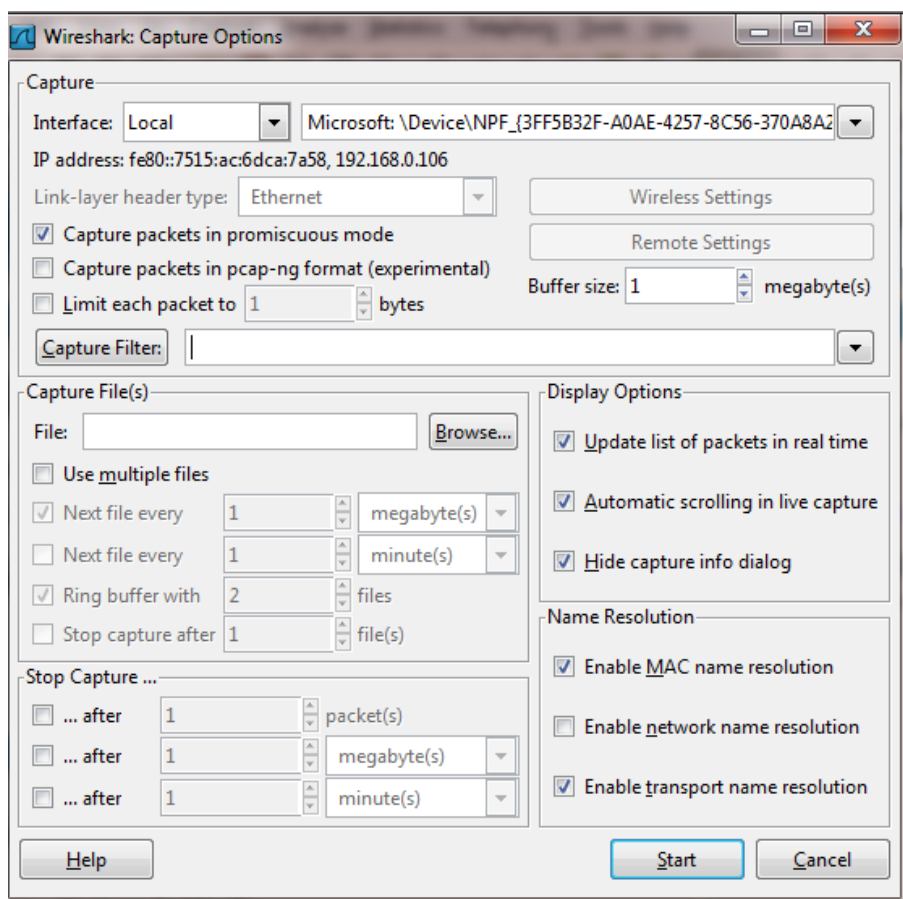 Wireshark: Capture Options
Capture
Interface: Local Microsoft: \Device\NPF_{3FF5B32F-A0AE-4257-8C56-370A8A2
IP address: fe80::7515:ac:6dca:7a58, 192.168.0.106
Link-layer header type: Ethernet Wireless Settings
Capture packets in promiscuous mode Remote Settings
Capture packets in pcap-ng format (experimental)
Buffer size: 1 megabyte(s)
Limit each packet to 1 bytes
Capture Filter:
Capture File(s)
File: Browse...
Use multiple files
Next file every 1 megabyte(s)
Next file every 1 minute(s)
Ring buffer with 2 files
Stop capture after 1 file(s)
Stop Capture ...
... after 1 packet(s)
... after 1 megabyte(s)
... after 1 minute(s)
Display Options
Update list of packets in real time
Automatic scrolling in live capture
Hide capture info dialog
Name Resolution
Enable MAC name resolution
Enable network name resolution
Enable transport name resolution
Help Start Cancel